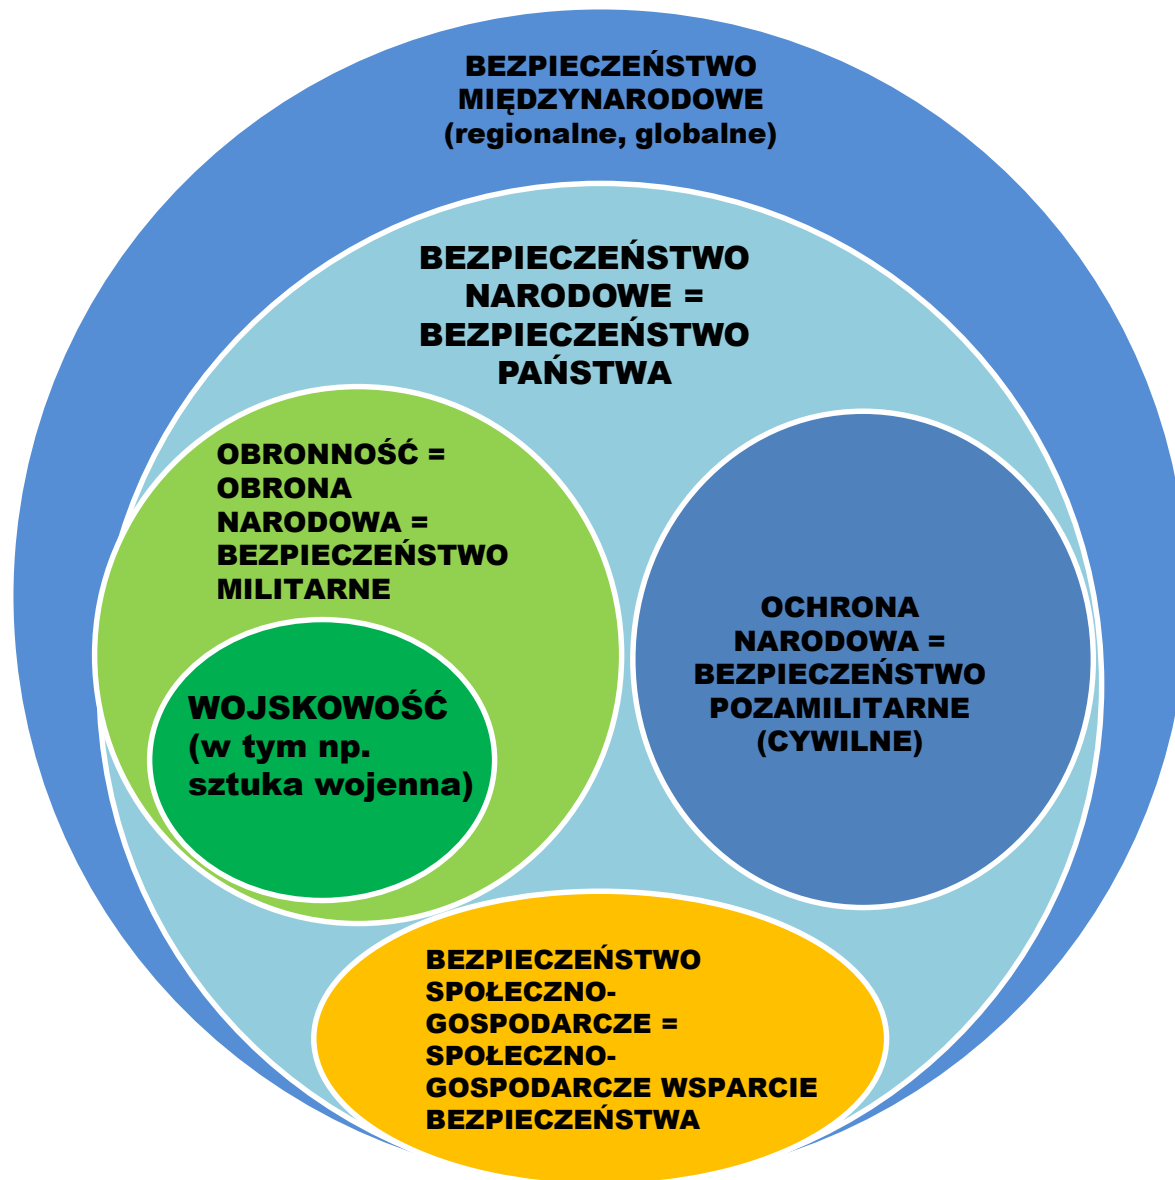 BEZPIECZEŃSTWO
MIĘDZYNARODOWE
(regionalne, globalne)
BEZPIECZEŃSTWO
NARODOWE =
BEZPIECZEŃSTWO
PAŃSTWA
OBRONNOŚĆ =
OBRONA
NARODOWA =
BEZPIECZEŃSTWO
MILITARNE
WOJSKOWOŚĆ
(w tym np.
sztuka wojenna)
OCHRONA
NARODOWA =
BEZPIECZEŃSTWO
POZAMILITARNE
(CYWILNE)
BEZPIECZEŃSTWO
SPOŁECZNO-
GOSPODARCZE =
SPOŁECZNO-
GOSPODARCZE WSPARCIE
BEZPIECZEŃSTWA